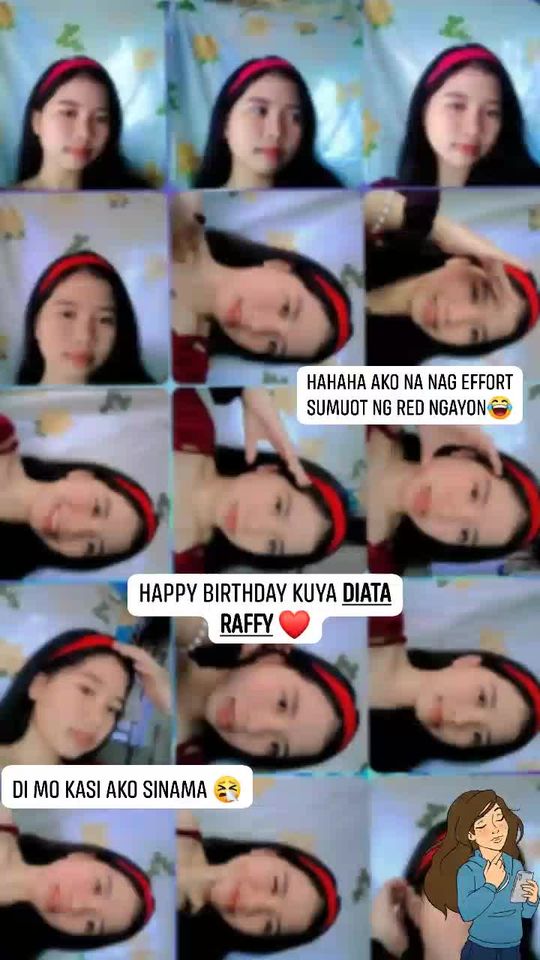 HAHAHA AKO NA NAG EFFORT
SUMUOT NG RED NGAYON😂
HAPPY BIRTHDAY KUYA DIATA
RAFFY ❤️
DI MO KASI AKO SINAMA 🤧